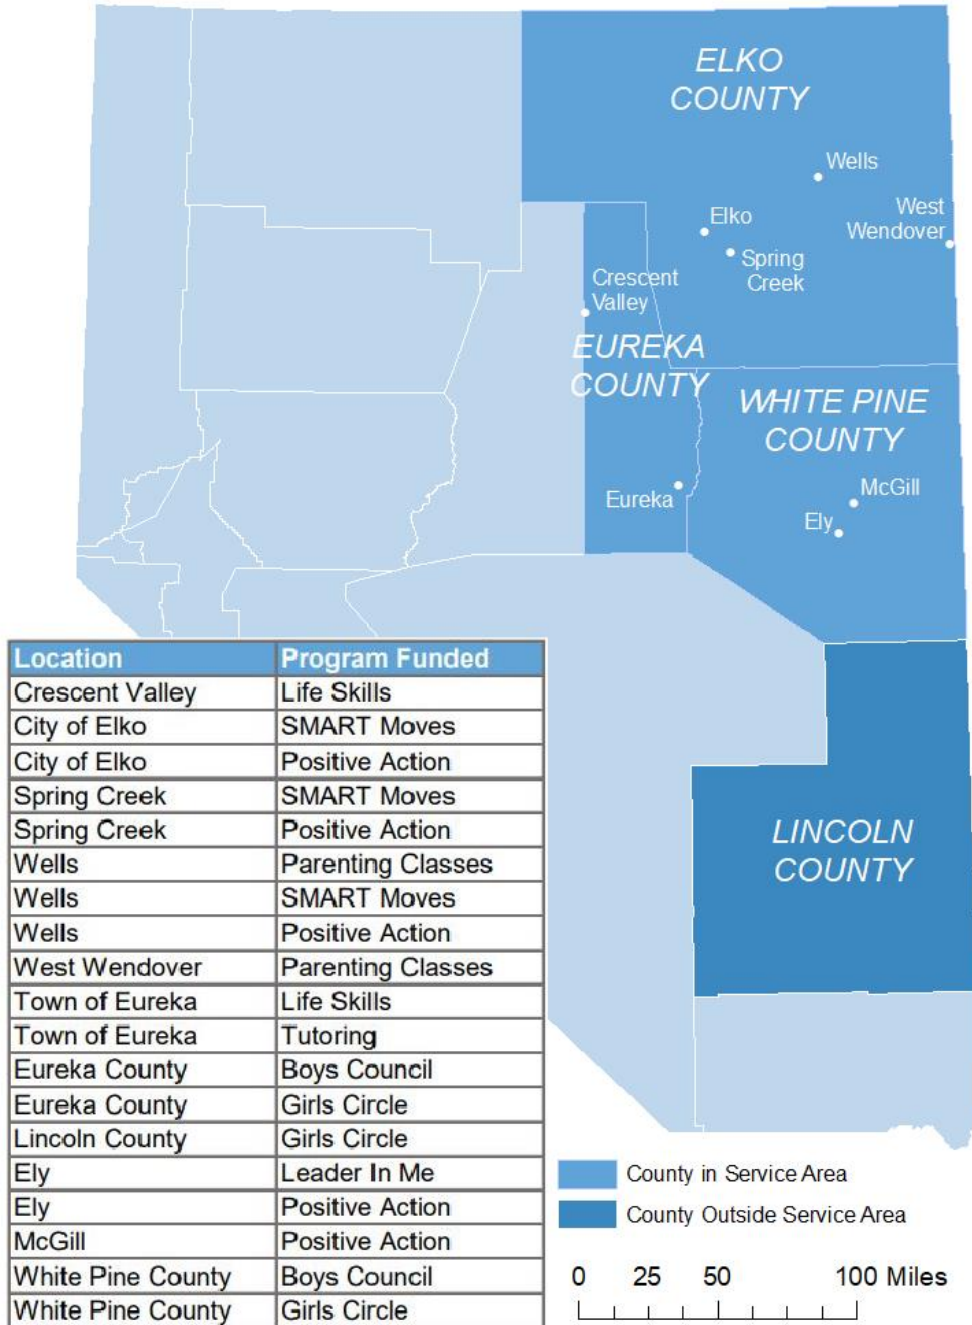 ELKO
COUNTY
Wells
West
Wendover
Elko
Spring
Creek
Crescent
Valley
EUREKA
COUNTY
WHITE PINE
COUNTY
McGill
Eureka
Ely
LINCOLN
COUNTY
Location Program Funded
Crescent Valley Life Skills
City of Elko SMART Moves
City of Elko Positive Action
Spring Creek SMART Moves
Spring Creek Positive Action
Wells Parenting Classes
Wells SMART Moves
Wells Positive Action
West Wendover Parenting Classes
Town of Eureka Life Skills
Town of Eureka Tutoring
Eureka County Boys Council
Eureka County Girls Circle
Lincoln County Girls Circle
Ely Leader In Me
Ely Positive Action
McGill Positive Action
White Pine County Boys Council
White Pine County Girls Circle
County in Service Area
County Outside Service Area
0 25 50 100 Miles